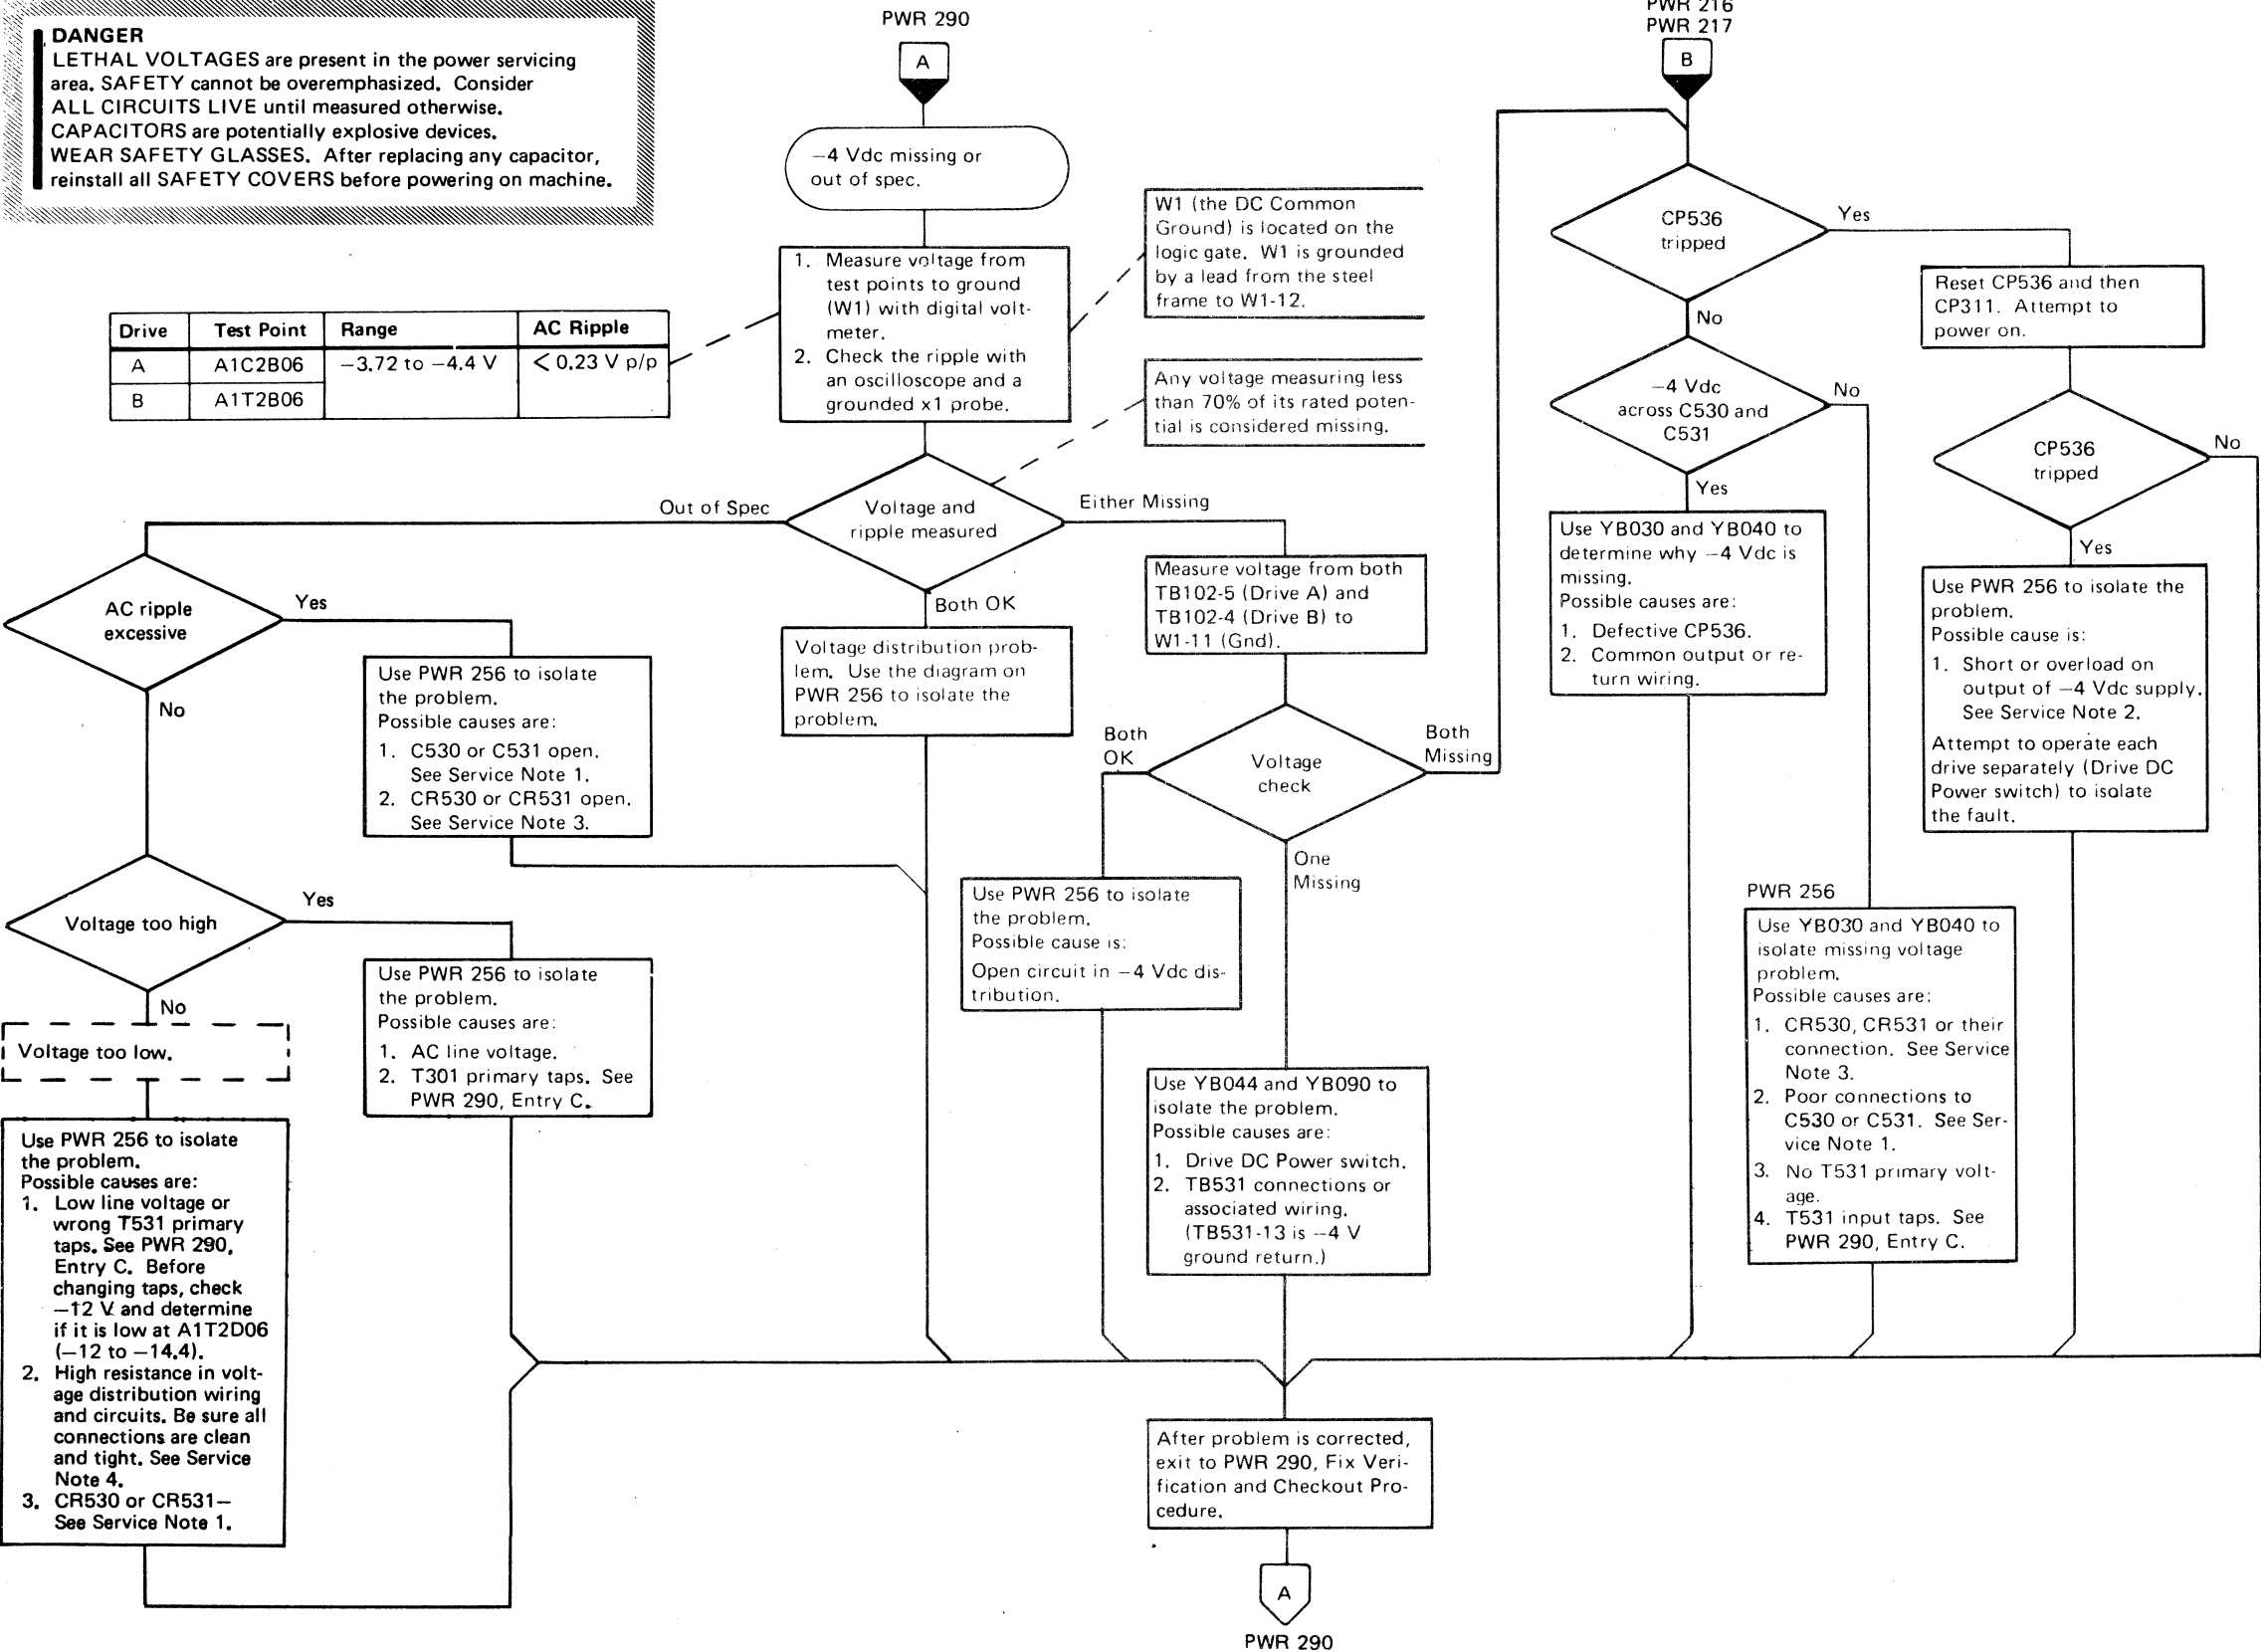 DANGER
LETHAL VOLTAGES are present in the power servicing
area. SAFETY cannot be overemphasized. Consider
ALL CIRCUITS LIVE until measured otherwise.
CAPACITORS are potentially explosive devices.
WEAR SAFETY GLASSES. After replacing any capacitor,
reinstall all SAFETY COVERS before powering on machine.
PWR 290
A
−4 Vdc missing or
out of spec.
1. Measure voltage from
test points to ground
(W1) with digital volt-
meter.
2. Check the ripple with
an oscilloscope and a
grounded x1 probe.
W1 (the DC Common
Ground) is located on the
logic gate. W1 is grounded
by a lead from the steel
frame to W1-12.
Any voltage measuring less
than 70% of its rated poten-
tial is considered missing.
Drive Test Point Range AC Ripple
A A1C2B06 −3.72 to −4.4 V < 0.23 V p/p
B A1T2B06
Voltage and
ripple measured
Out of Spec
Either Missing
Both OK
AC ripple
excessive
Yes
No
Use PWR 256 to isolate
the problem.
Possible causes are:
1. C530 or C531 open.
See Service Note 1.
2. CR530 or CR531 open.
See Service Note 3.
Voltage too high
Yes
No
Use PWR 256 to isolate
the problem.
Possible causes are:
1. AC line voltage.
2. T301 primary taps. See
PWR 290, Entry C.
Voltage too low.
Use PWR 256 to isolate
the problem.
Possible causes are:
1. Low line voltage or
wrong T531 primary
taps. See PWR 290,
Entry C. Before
changing taps, check
−12 V and determine
if it is low at A1T2D06
(−12 to −14.4).
2. High resistance in volt-
age distribution wiring
and circuits. Be sure all
connections are clean
and tight. See Service
Note 4.
3. CR530 or CR531−
See Service Note 1.
Voltage distribution prob-
lem. Use the diagram on
PWR 256 to isolate the
problem.
Measure voltage from both
TB102-5 (Drive A) and
TB102-4 (Drive B) to
W1-11 (Gnd).
Voltage
check
Both
OK
Both
Missing
One
Missing
Use PWR 256 to isolate
the problem.
Possible cause is:
Open circuit in −4 Vdc dis-
tribution.
Use YB044 and YB090 to
isolate the problem.
Possible causes are:
1. Drive DC Power switch.
2. TB531 connections or
associated wiring.
(TB531-13 is −4 V
ground return.)
PWR 216
PWR 217
B
CP536
tripped
Yes
No
−4 Vdc
across C530 and
C531
No
Yes
Use YB030 and YB040 to
determine why −4 Vdc is
missing.
Possible causes are:
1. Defective CP536.
2. Common output or re-
turn wiring.
Reset CP536 and then
CP311. Attempt to
power on.
CP536
tripped
No
Yes
Use PWR 256 to isolate the
problem.
Possible cause is:
1. Short or overload on
output of −4 Vdc supply.
See Service Note 2.
Attempt to operate each
drive separately (Drive DC
Power switch) to isolate
the fault.
PWR 256
Use YB030 and YB040 to
isolate missing voltage
problem.
Possible causes are:
1. CR530, CR531 or their
connection. See Service
Note 3.
2. Poor connections to
C530 or C531. See Ser-
vice Note 1.
3. No T531 primary volt-
age.
4. T531 input taps. See
PWR 290, Entry C.
After problem is corrected,
exit to PWR 290, Fix Veri-
fication and Checkout Pro-
cedure.
A
PWR 290